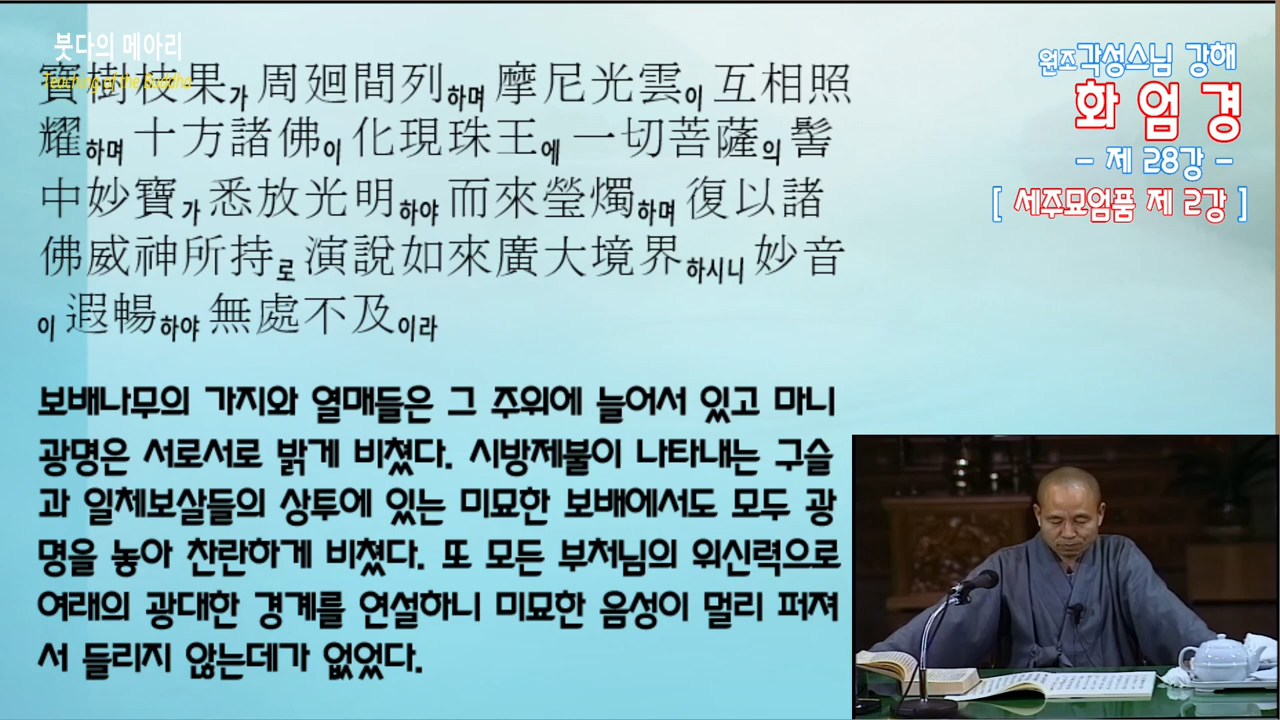 붓다의 메아리
Teaching of the Buddha
寶樹枝果가 周廻間列하며 摩尼光雲이 互相照
耀하며 十方諸佛이 化現珠王에 一切菩薩의 髻
中妙寶가 悉放光明하야 而來瑩燭하며 復以諸
佛威神所持로 演說如來廣大境界하시니 妙音
이 遐暢하야 無處不及이라
보배나무의 가지와 열매들은 그 주위에 늘어서 있고 마니
광명은 서로서로 밝게 비쳤다. 시방제불이 나타내는 구슬
과 일체보살들의 상투에 있는 미묘한 보배에서도 모두 광
명을 놓아 찬란하게 비쳤다. 또 모든 부처님의 위신력으로
여래의 광대한 경계를 연설하니 미묘한 음성이 멀리 퍼져
서 들리지 않는데가 없었다.
원조각성스님 강해
화엄경
- 제 28강 -
[ 세주묘엄품 제 2강 ]